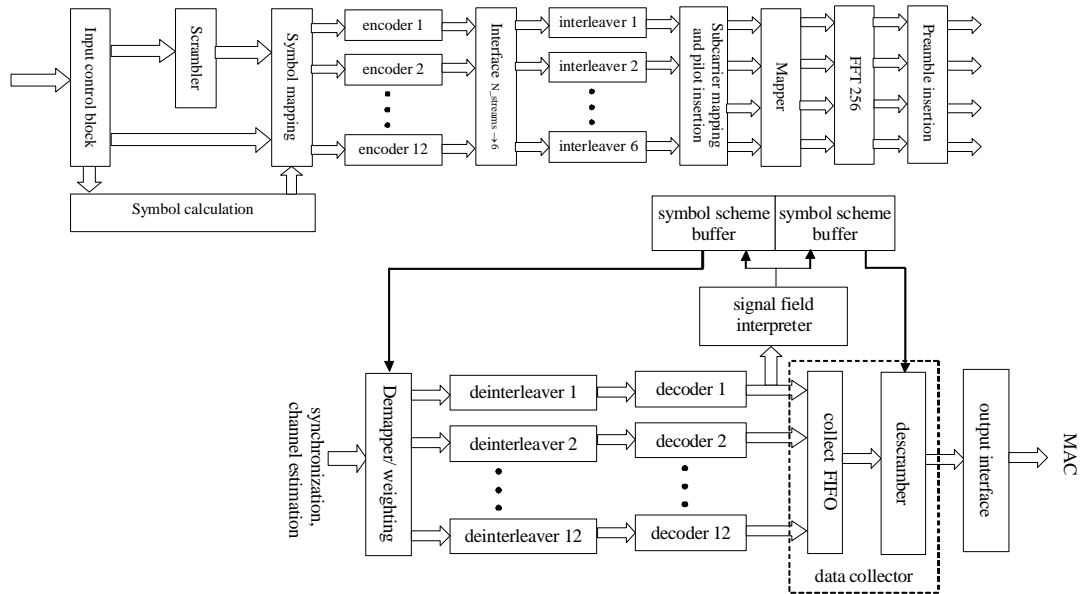 Input control block
Scrambler
Symbol mapping
encoder 1
encoder 2
encoder 12
Interface
N_streams →6
interleaver 1
interleaver 2
interleaver 6
Subcarrier mapping
and pilot insertion
Mapper
FFT 256
Preamble insertion
Symbol calculation
symbol scheme
buffer
symbol scheme
buffer
signal field
interpreter
synchronization,
channel estimation
Demapper/ weighting
deinterleaver 1
deinterleaver 2
deinterleaver 12
decoder 1
decoder 2
decoder 12
collect FIFO
descramber
data collector
output interface
MAC